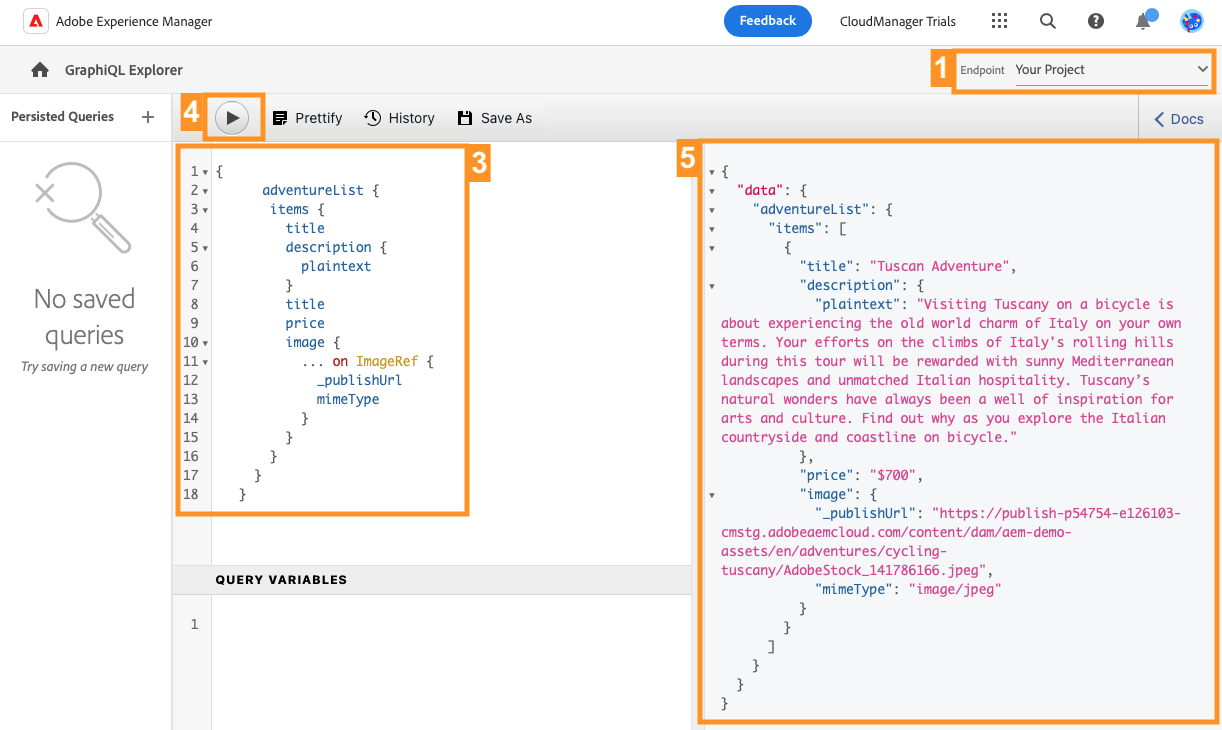 Adobe Experience Manager
Feedback
CloudManager Trials
GraphiQL Explorer
1
Endpoint Your Project
Persisted Queries +
4
Prettify
History
Save As
Docs
No saved
queries
Try saving a new query
3
1 {
2 adventureList {
3 items {
4 title
5 description {
6 plaintext
7 }
8 title
9 price
10 image {
11 ... on ImageRef {
12 _publishUrl
13 mimeType
14 }
15 }
16 }
17 }
18 }
QUERY VARIABLES
1
5
{
"data": {
"adventureList": {
"items": [
{
"title": "Tuscan Adventure",
"description": {
"plaintext": "Visiting Tuscany on a bicycle is
about experiencing the old world charm of Italy on your own
terms. Your efforts on the climbs of Italy's rolling hills
during this tour will be rewarded with sunny Mediterranean
landscapes and unmatched Italian hospitality. Tuscany’s
natural wonders have always been a well of inspiration for
arts and culture. Find out why as you explore the Italian
countryside and coastline on bicycle."
},
"price": "$700",
"image": {
"_publishUrl": "https://publish-p54754-e126103-
cmstg.adobeaemcloud.com/content/dam/aem-demo-
assets/en/adventures/cycling-
tuscany/AdobeStock_141786166.jpeg",
"mimeType": "image/jpeg"
}
}
]
}
}
}